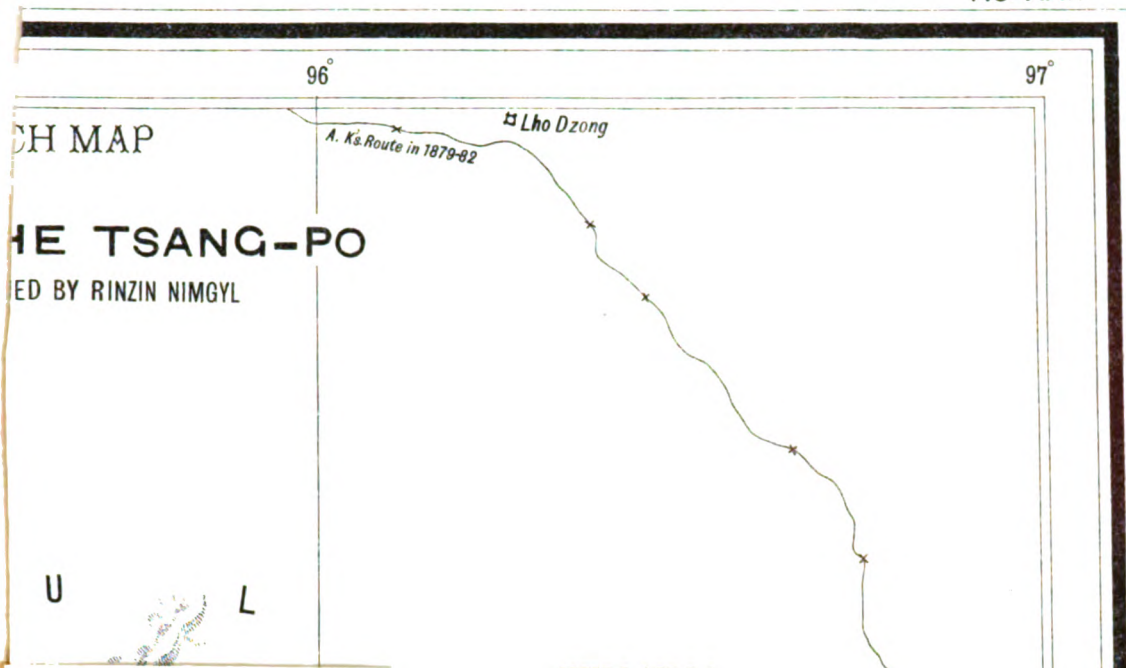 96°
97°
CH MAP
Lho Dzong
A. K's. Route in 1879-82
HE TSANG-PO
ED BY RINZIN NIMGYL
U L